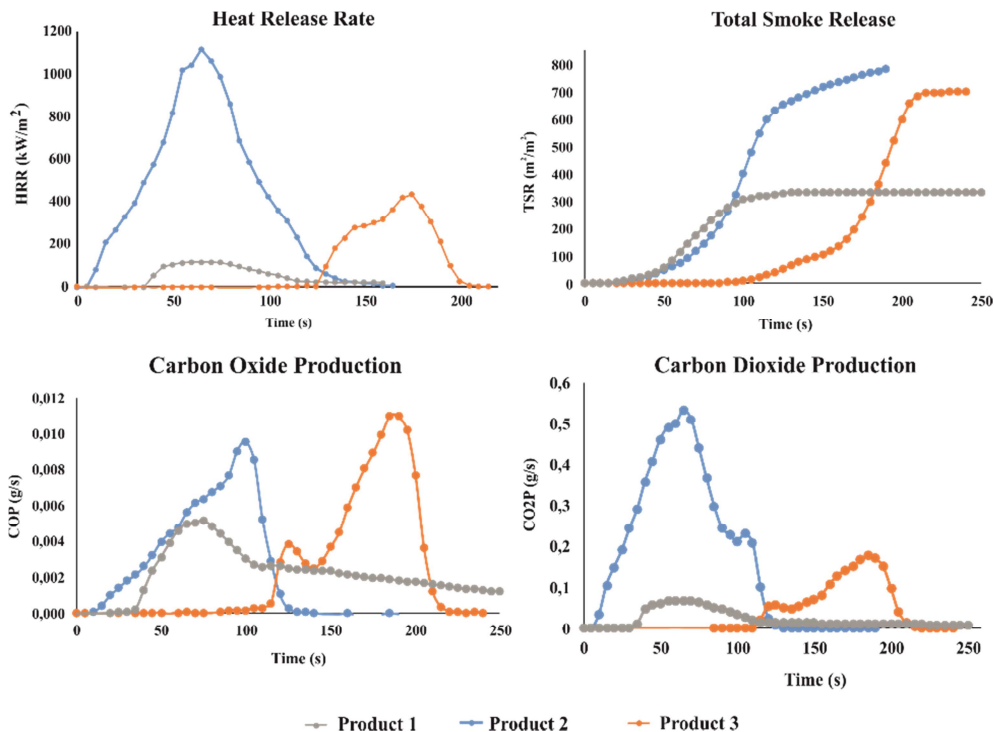 Heat Release Rate
HRR (kW/m²)
1200
1000
800
600
400
200
0
0 50 100 150 200
Time (s)
Total Smoke Release
TSR (m²/m²)
800
700
600
500
400
300
200
100
0
0 50 100 150 200 250
Time (s)
Carbon Oxide Production
COP (g/s)
0,012
0,010
0,008
0,006
0,004
0,002
0,000
0 50 100 150 200 250
Time (s)
Carbon Dioxide Production
CO2P (g/s)
0,6
0,5
0,4
0,3
0,2
0,1
0
0 50 100 150 200 250
Time (s)
Product 1 Product 2 Product 3